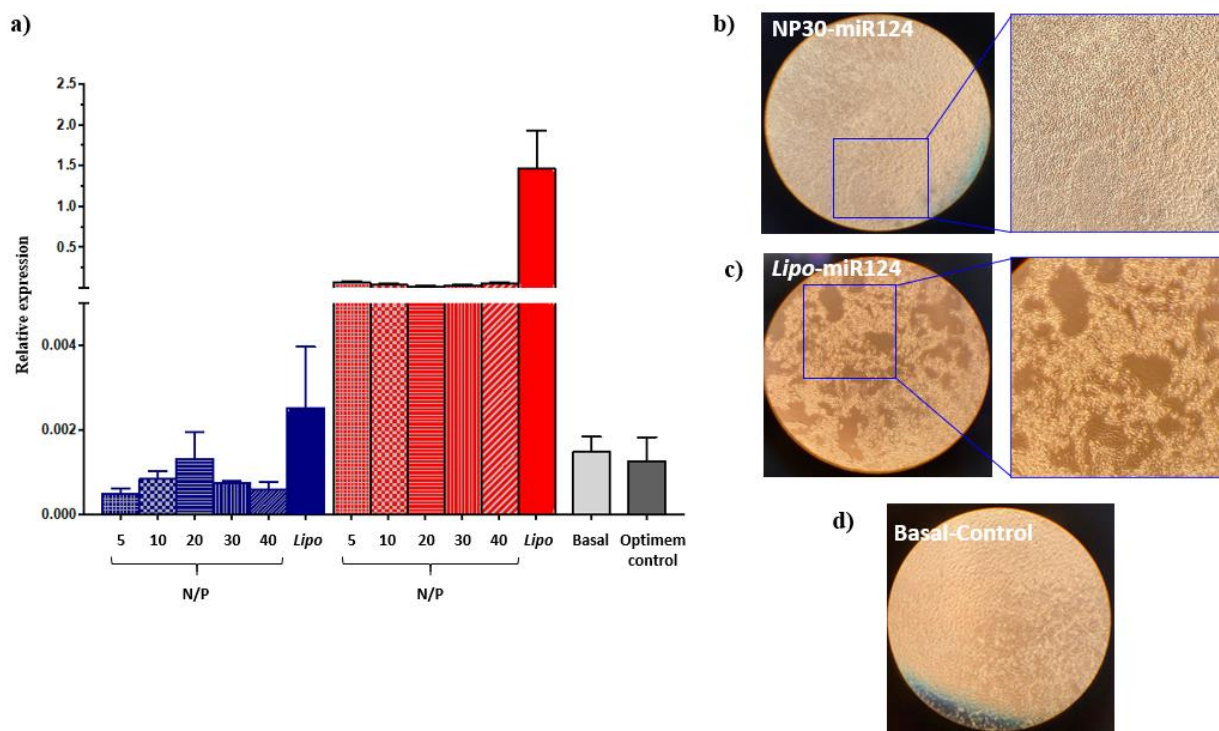 a)
Relative expression
2.5
2.0
1.5
1.0
0.5
0.004
0.002
0.000
5 10 20 30 40 Lipo 5 10 20 30 40 Lipo Basal Optimem
control
N/P N/P
b)
NP30-miR124
c)
Lipo-miR124
d)
Basal-Control